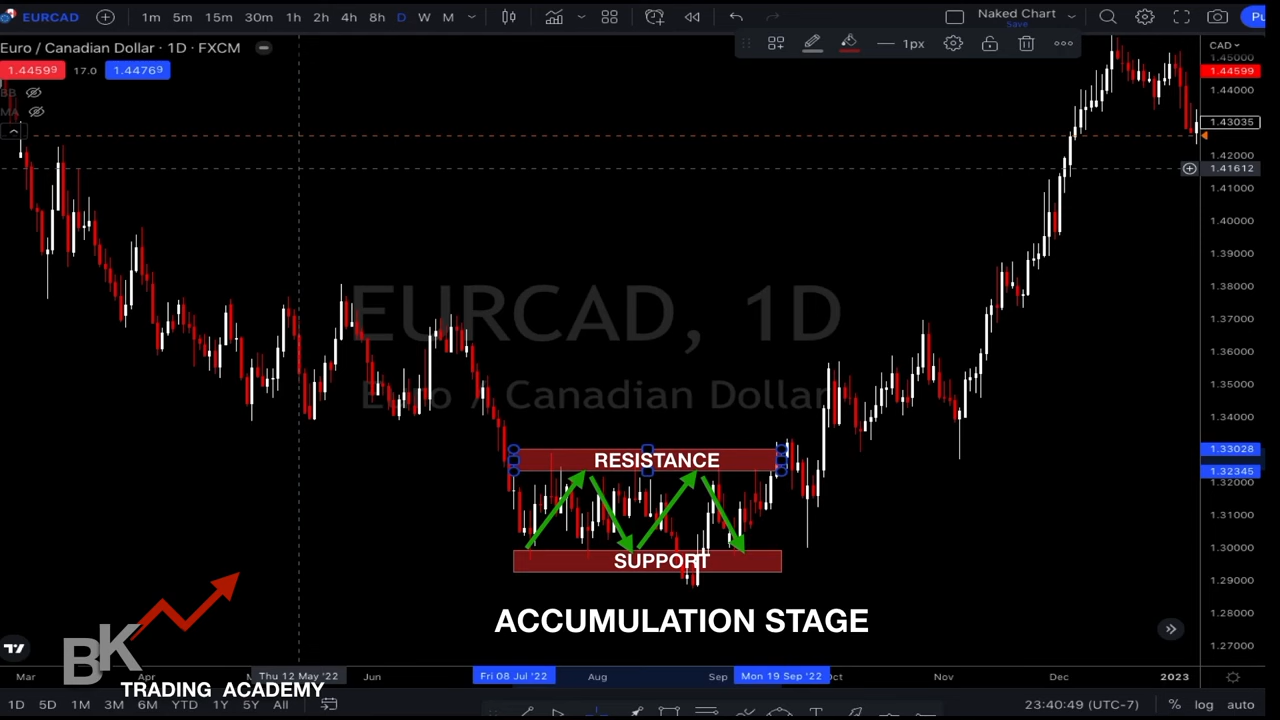 EURCAD 1m 5m 15m 30m 1h 2h 4h 8h D W M Naked Chart Save
Euro / Canadian Dollar · 1D · FXCM
1px
CAD
1.44599 17.0 1.44769
BB
MA
1.45000
1.44599
1.44000
1.43035
1.42000
1.41612
1.41000
1.40000
1.39000
1.38000
1.37000
1.36000
1.35000
1.34000
1.33028
1.32345
1.32000
1.31000
1.30000
1.29000
1.28000
1.27000
EURCAD, 1D
Euro / Canadian Dollar
RESISTANCE
SUPPORT
ACCUMULATION STAGE
BK
TRADING ACADEMY
Mar Apr Thu 12 May '22 Jun Fri 08 Jul '22 Aug Sep Mon 19 Sep '22 Oct Nov Dec 2023
1D 5D 1M 3M 6M YTD 1Y 5Y All 23:40:49 (UTC-7) % log auto